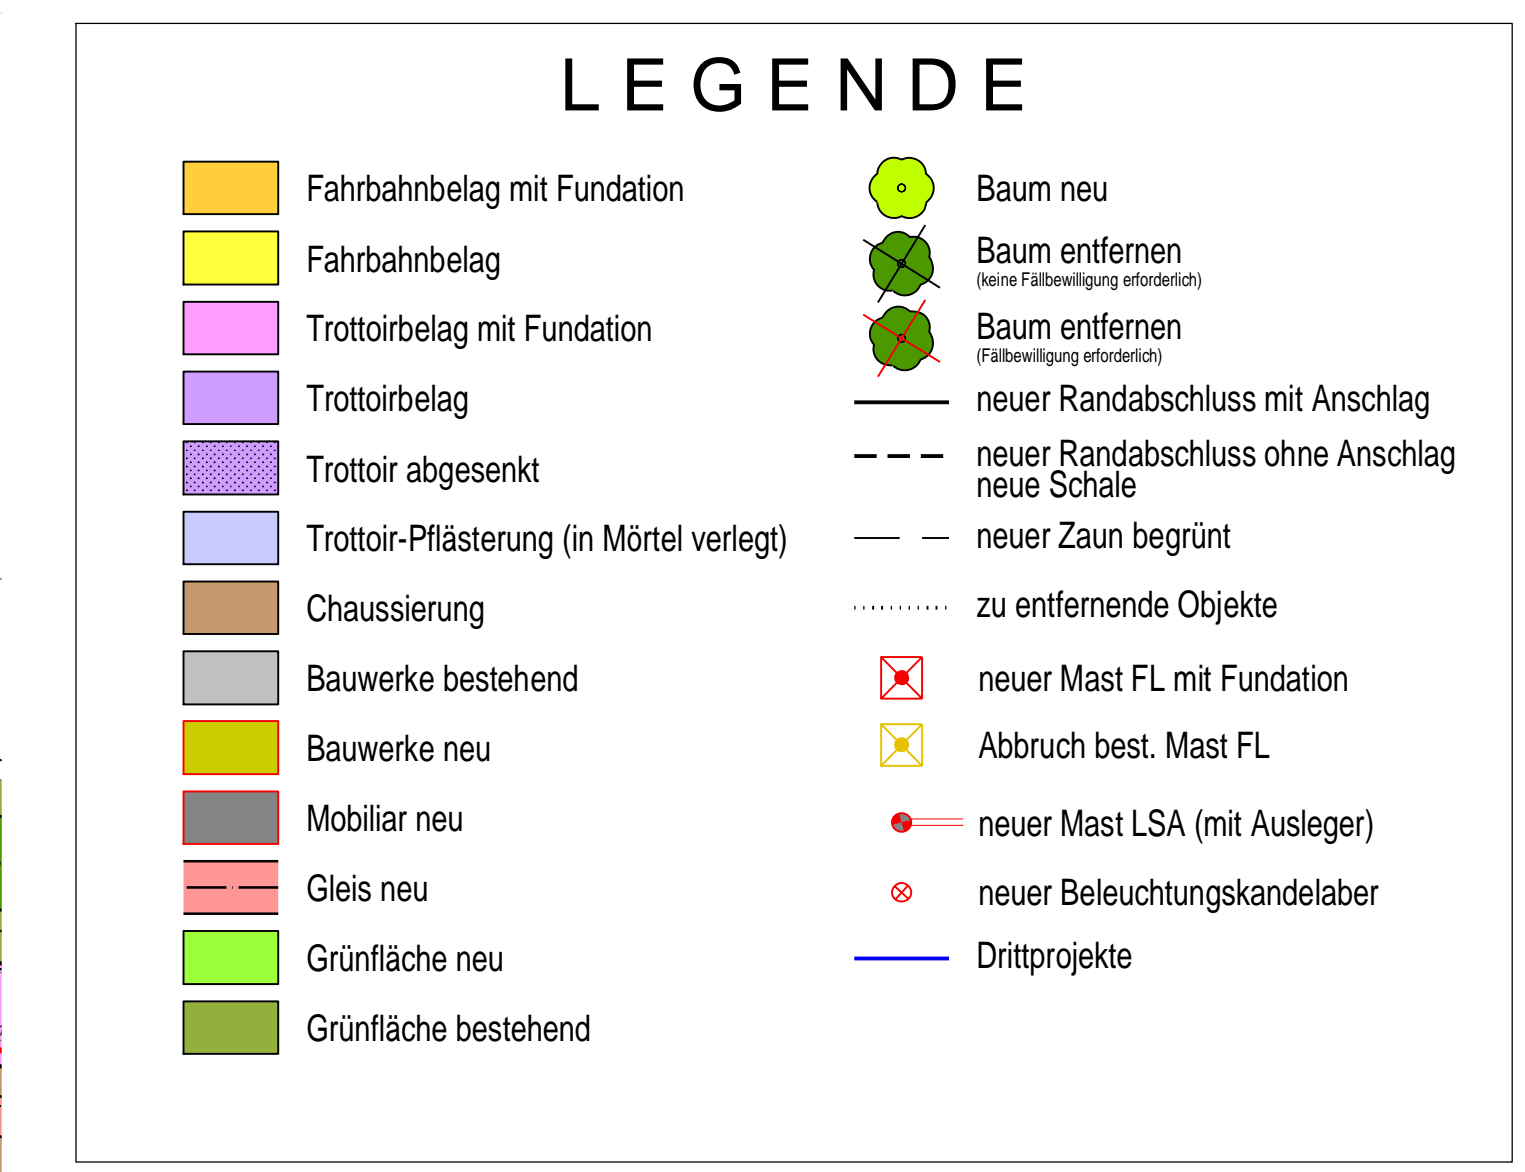 LEGENDE
Fahrbahnbelag mit Fundation
Fahrbahnbelag
Trottoirbelag mit Fundation
Trottoirbelag
Trottoir abgesenkt
Trottoir-Pflästerung (in Mörtel verlegt)
Chaussierung
Bauwerke bestehend
Bauwerke neu
Mobiliar neu
Gleis neu
Grünfläche neu
Grünfläche bestehend
Baum neu
Baum entfernen
(keine Fällbewilligung erforderlich)
Baum entfernen
(Fällbewilligung erforderlich)
neuer Randabschluss mit Anschlag
neuer Randabschluss ohne Anschlag
neue Schale
neuer Zaun begrünt
zu entfernende Objekte
neuer Mast FL mit Fundation
Abbruch best. Mast FL
neuer Mast LSA (mit Ausleger)
neuer Beleuchtungskandelaber
Drittprojekte